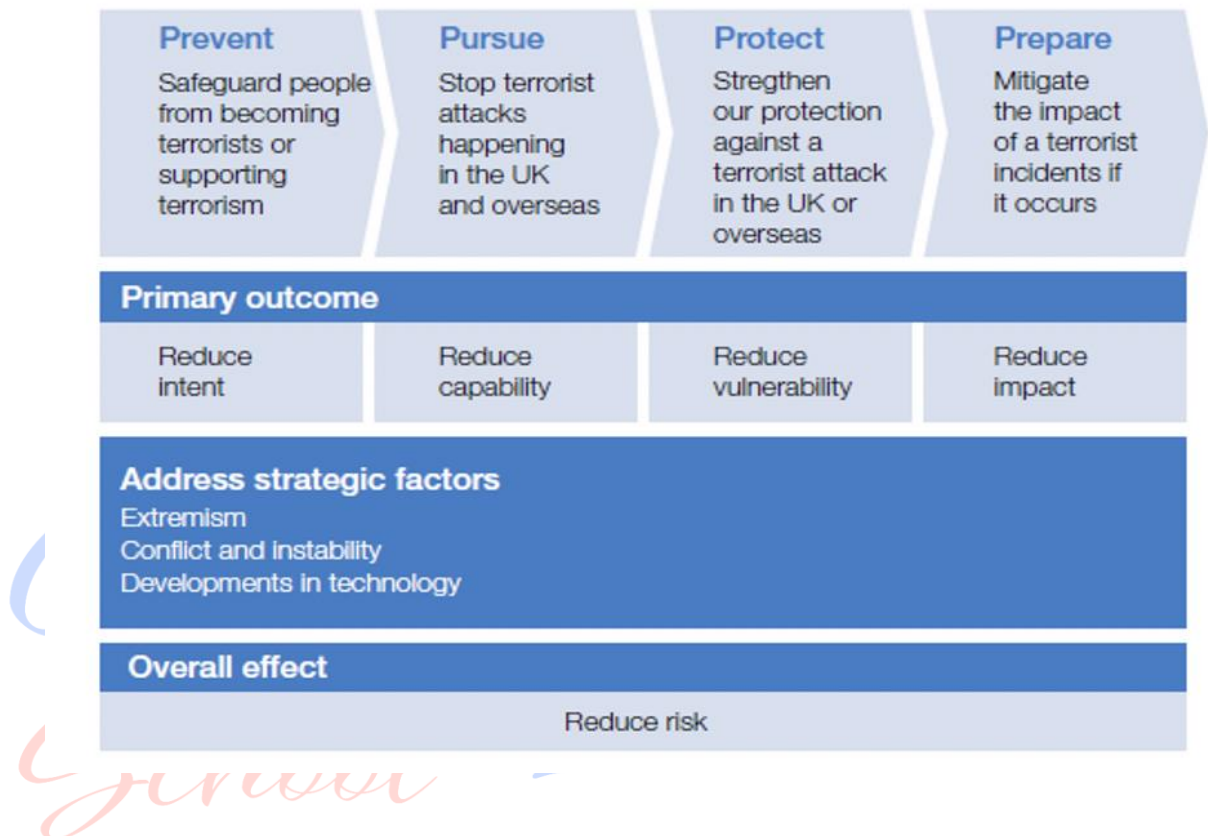 Prevent
Safeguard people
from becoming
terrorists or
supporting
terrorism
Pursue
Stop terrorist
attacks
happening
in the UK
and overseas
Protect
Stregthen
our protection
against a
terrorist attack
in the UK or
overseas
Prepare
Mitigate
the impact
of a terrorist
incidents if
it occurs
Primary outcome
Reduce
intent
Reduce
capability
Reduce
vulnerability
Reduce
impact
Address strategic factors
Extremism
Conflict and instability
Developments in technology
Overall effect
Reduce risk
School